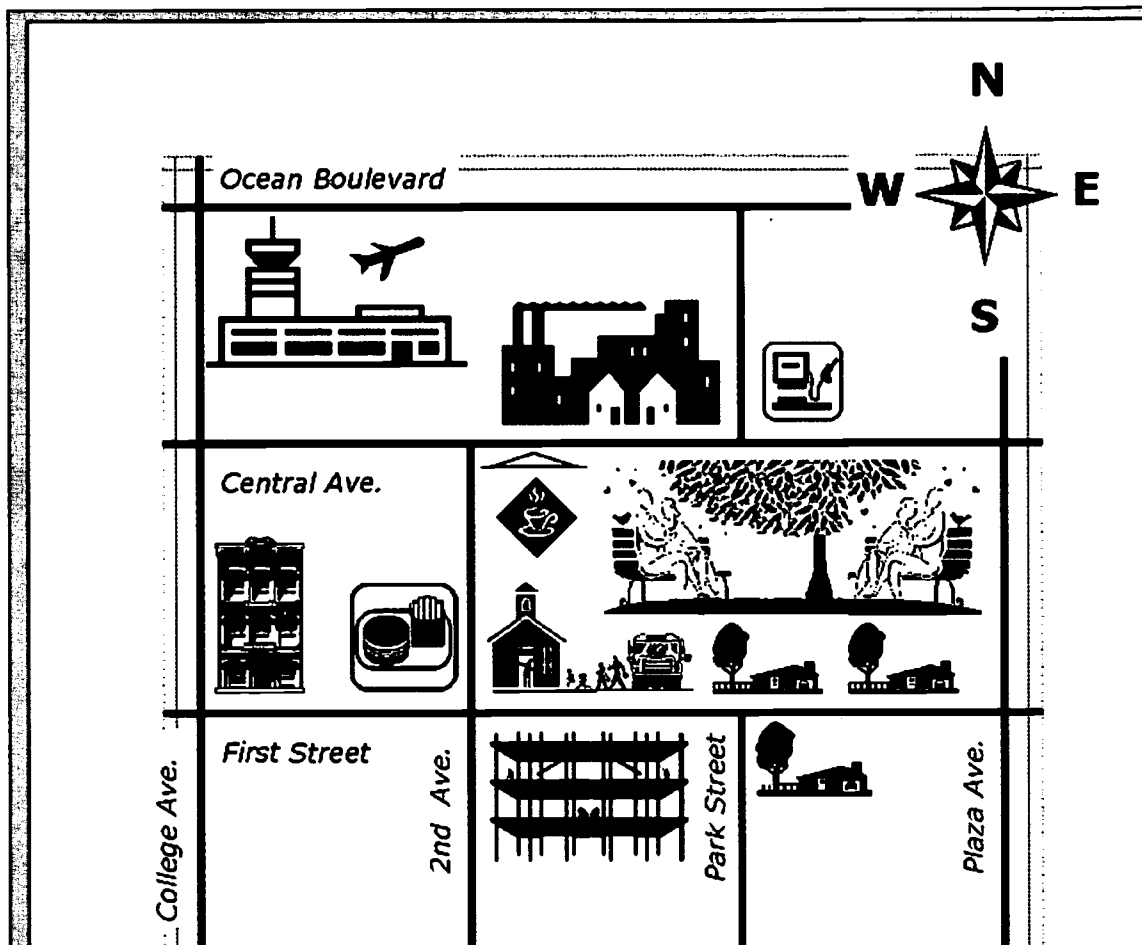 N
Ocean Boulevard
W
E
S
Central Ave.
First Street
College Ave.
2nd Ave.
Park Street
Plaza Ave.